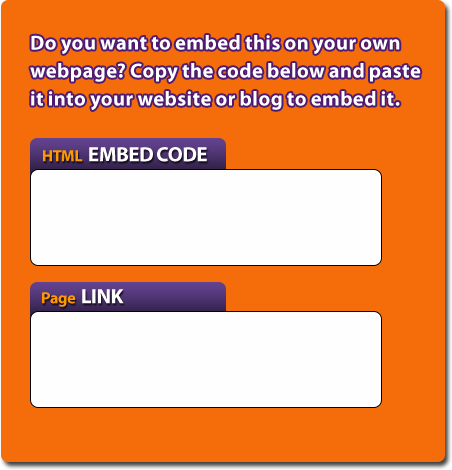 Do you want to embed this on your own
webpage? Copy the code below and paste
it into your website or blog to embed it.
HTML EMBED CODE
Page LINK